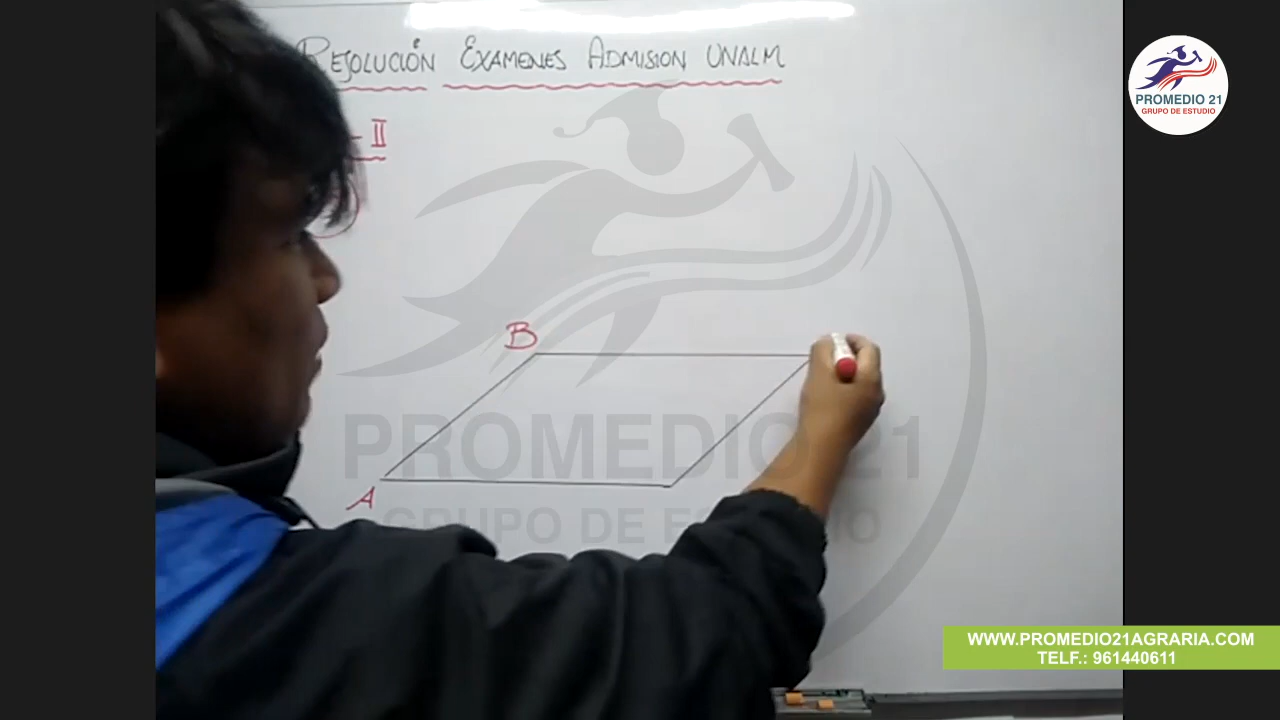 RESOLUCIÓN EXAMENES ADMISION UNALM
- II
B
A
PROMEDIO 21
GRUPO DE ESTUDIO
PROMEDIO 21
GRUPO DE ESTUDIO
WWW.PROMEDIO21AGRARIA.COM
TELF.: 961440611